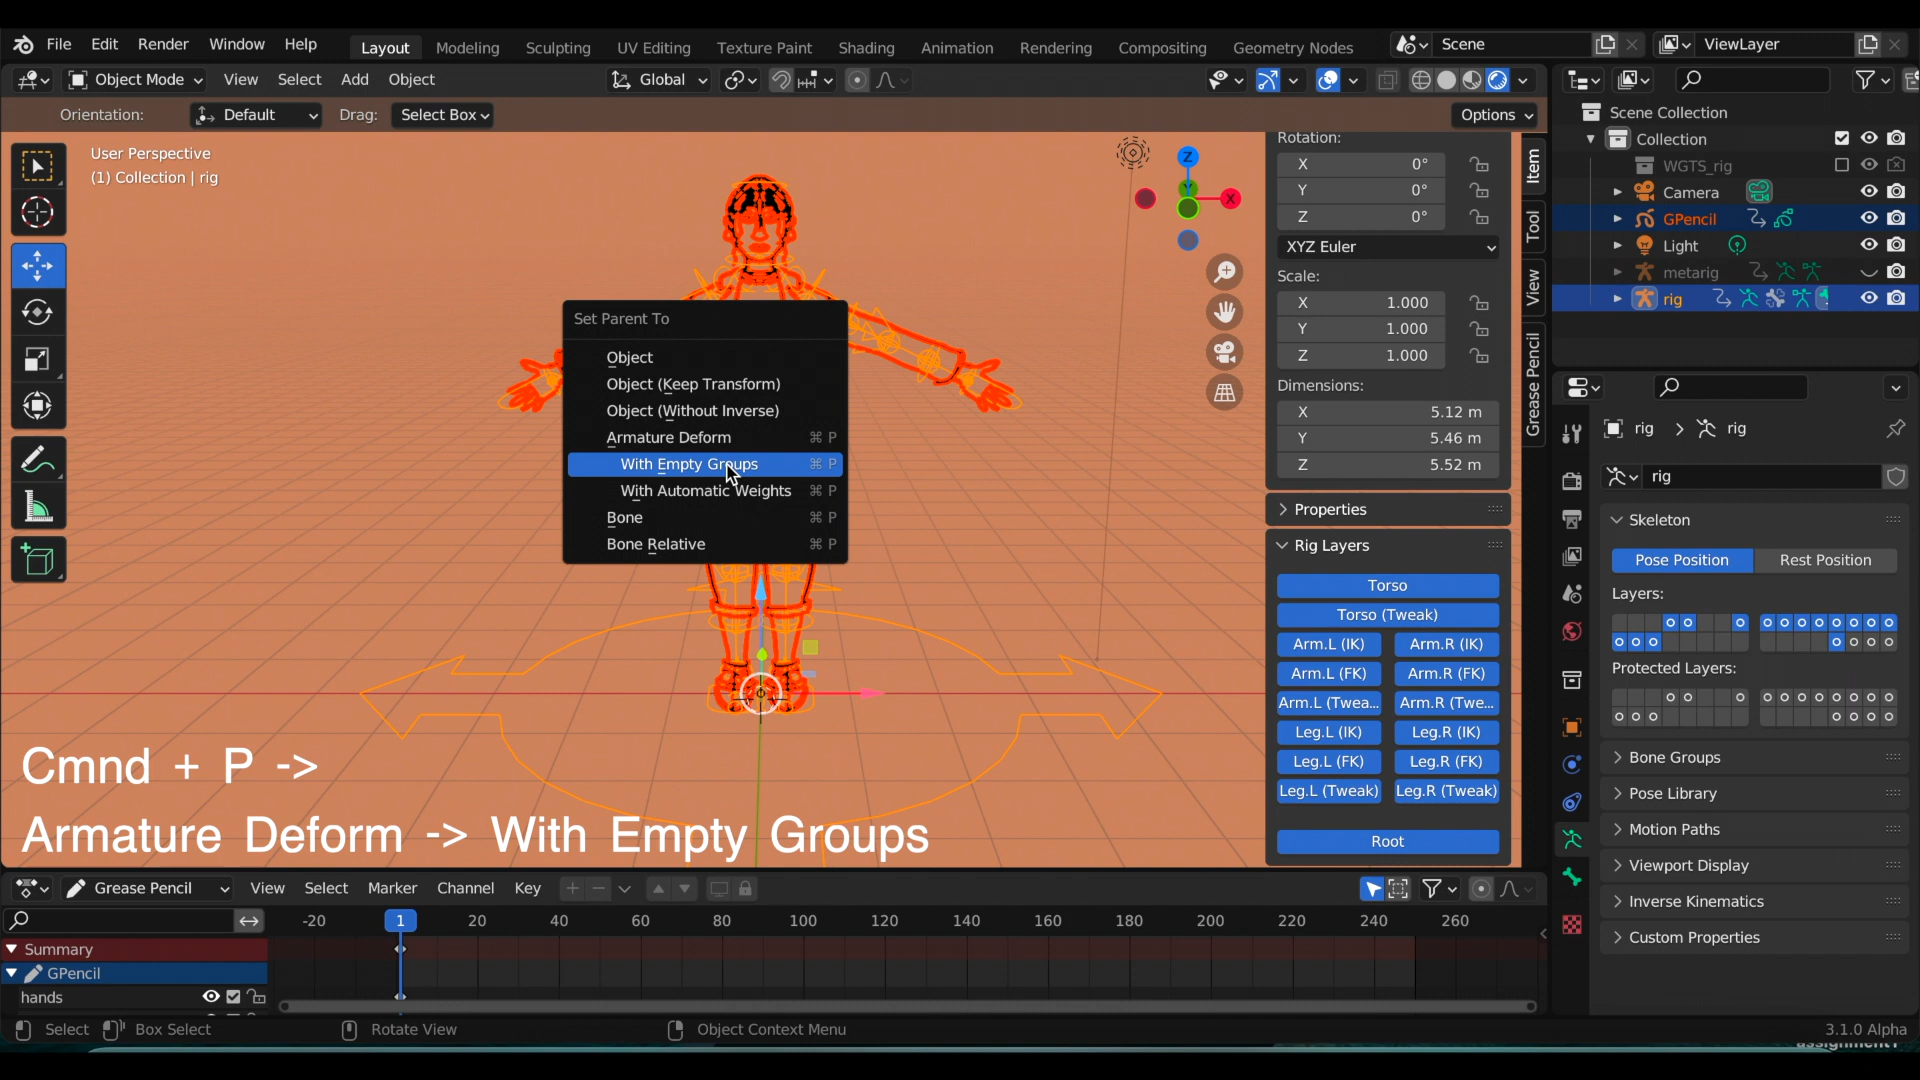 File Edit Render Window Help
Layout Modeling Sculpting UV Editing Texture Paint Shading Animation Rendering Compositing Geometry Nodes
Scene
ViewLayer
Object Mode View Select Add Object
Global
Orientation: Default Drag: Select Box
Options
User Perspective
(1) Collection | rig
Z
Y
X
Set Parent To
Object
Object (Keep Transform)
Object (Without Inverse)
Armature Deform ⌘ P
With Empty Groups ⌘ P
With Automatic Weights ⌘ P
Bone ⌘ P
Bone Relative ⌘ P
Cmnd + P ->
Armature Deform -> With Empty Groups
Rotation:
X 0°
Y 0°
Z 0°
XYZ Euler
Scale:
X 1.000
Y 1.000
Z 1.000
Dimensions:
X 5.12 m
Y 5.46 m
Z 5.52 m
Properties
Rig Layers
Torso
Torso (Tweak)
Arm.L (IK) Arm.R (IK)
Arm.L (FK) Arm.R (FK)
Arm.L (Twea... Arm.R (Twe...
Leg.L (IK) Leg.R (IK)
Leg.L (FK) Leg.R (FK)
Leg.L (Tweak) Leg.R (Tweak)
Root
Item
Tool
View
Grease Pencil
Scene Collection
Collection
WGTS_rig
Camera
GPencil
Light
metarig
rig
rig > rig
rig
Skeleton
Pose Position Rest Position
Layers:
Protected Layers:
Bone Groups
Pose Library
Motion Paths
Viewport Display
Inverse Kinematics
Custom Properties
Grease Pencil View Select Marker Channel Key
-20 1 20 40 60 80 100 120 140 160 180 200 220 240 260
Summary
GPencil
hands
Select Box Select Rotate View Object Context Menu
3.1.0 Alpha
assignment1